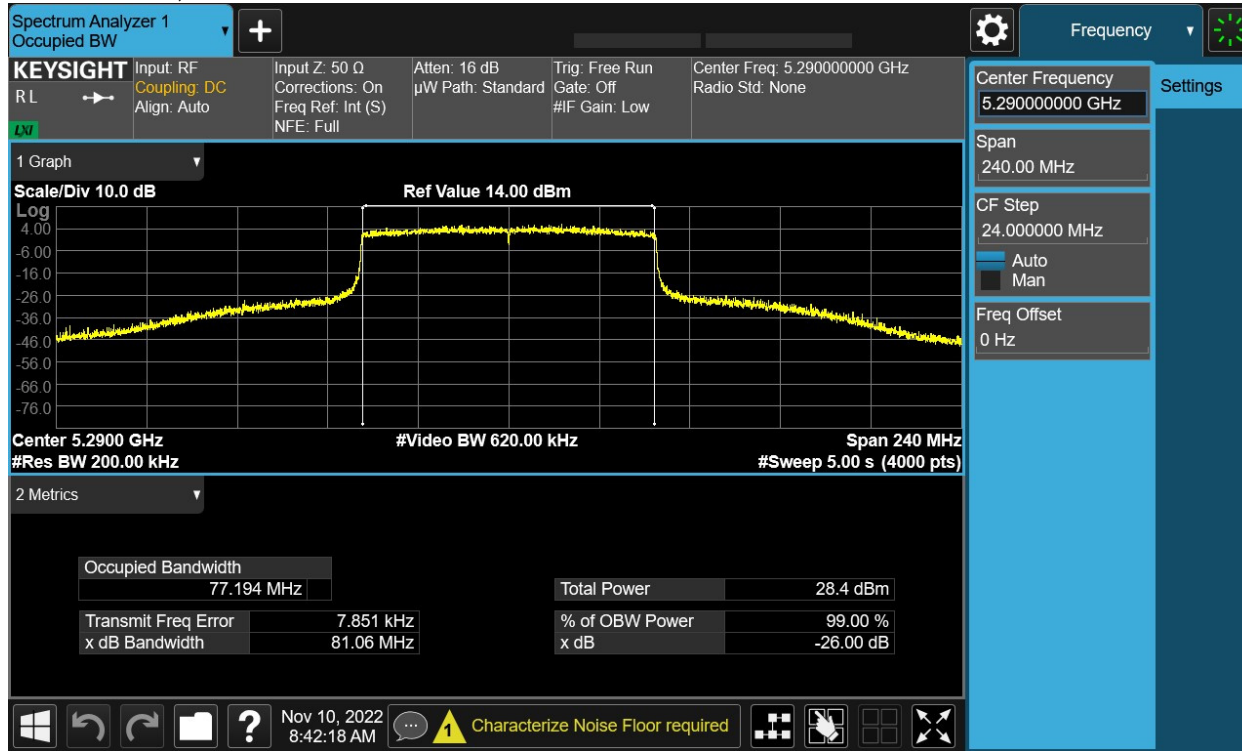 Spectrum Analyzer 1
Occupied BW
Frequency
KEYSIGHT
RL
LXI
Input: RF
Coupling: DC
Align: Auto
Input Z: 50 Ω
Corrections: On
Freq Ref: Int (S)
NFE: Full
Atten: 16 dB
µW Path: Standard
Trig: Free Run
Gate: Off
#IF Gain: Low
Center Freq: 5.290000000 GHz
Radio Std: None
Center Frequency
5.290000000 GHz
Settings
Span
240.00 MHz
CF Step
24.000000 MHz
Auto
Man
Freq Offset
0 Hz
1 Graph
Scale/Div 10.0 dB
Ref Value 14.00 dBm
Log
4.00
-6.00
-16.0
-26.0
-36.0
-46.0
-56.0
-66.0
-76.0
Center 5.2900 GHz
#Video BW 620.00 kHz
Span 240 MHz
#Res BW 200.00 kHz
#Sweep 5.00 s (4000 pts)
2 Metrics
Occupied Bandwidth
77.194 MHz
Total Power 28.4 dBm
Transmit Freq Error 7.851 kHz
% of OBW Power 99.00 %
x dB Bandwidth 81.06 MHz
x dB -26.00 dB
?
Nov 10, 2022
8:42:18 AM
1
Characterize Noise Floor required